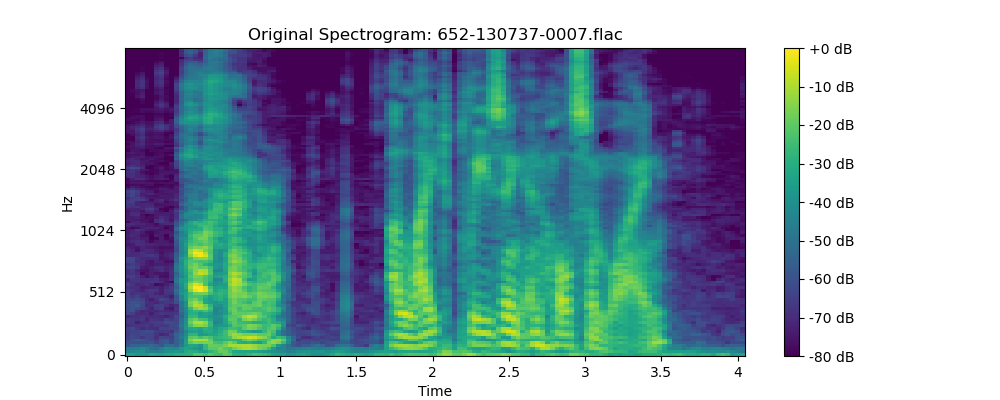 Original Spectrogram: 652-130737-0007.flac
Hz
4096
2048
1024
512
0
0 0.5 1 1.5 2 2.5 3 3.5 4
Time
+0 dB
-10 dB
-20 dB
-30 dB
-40 dB
-50 dB
-60 dB
-70 dB
-80 dB